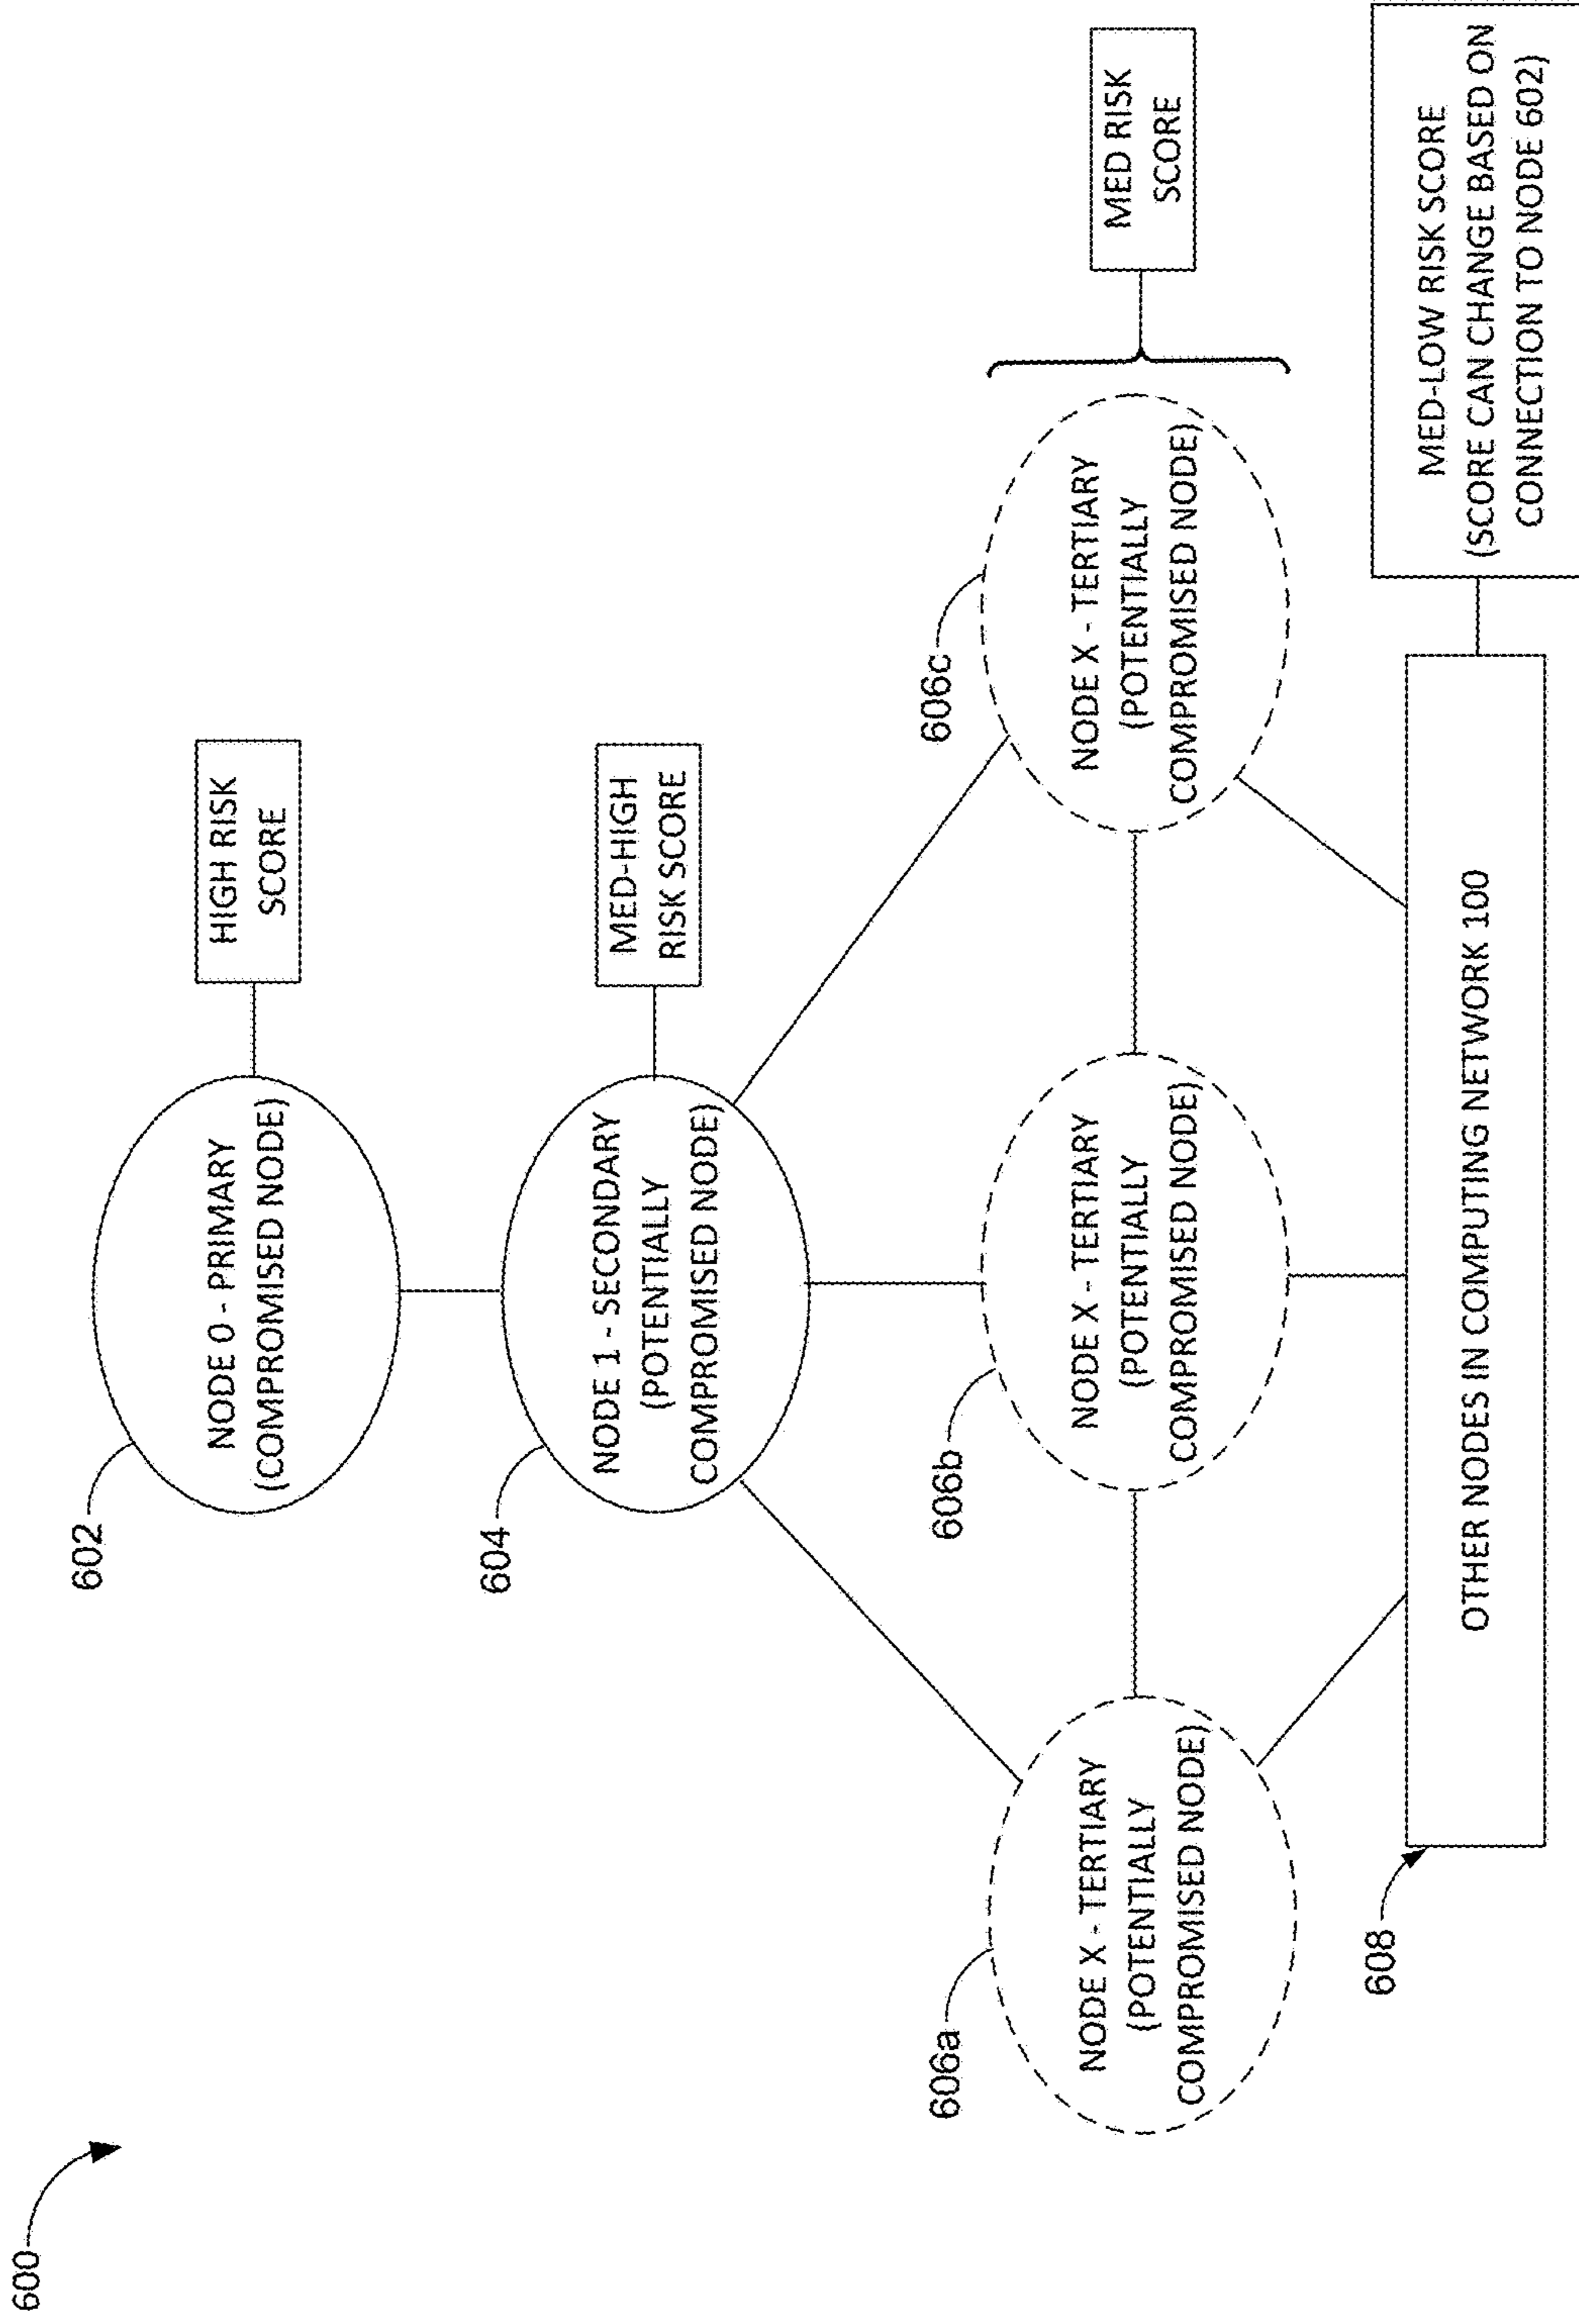 600
602
NODE 0 - PRIMARY
(COMPROMISED NODE)
HIGH RISK
SCORE
604
NODE 1 - SECONDARY
(POTENTIALLY
COMPROMISED NODE)
MED-HIGH
RISK SCORE
606a
NODE X - TERTIARY
(POTENTIALLY
COMPROMISED NODE)
606b
NODE X - TERTIARY
(POTENTIALLY
COMPROMISED NODE)
606c
NODE X - TERTIARY
(POTENTIALLY
COMPROMISED NODE)
MED RISK
SCORE
608
OTHER NODES IN COMPUTING NETWORK 100
MED-LOW RISK SCORE
(SCORE CAN CHANGE BASED ON
CONNECTION TO NODE 602)